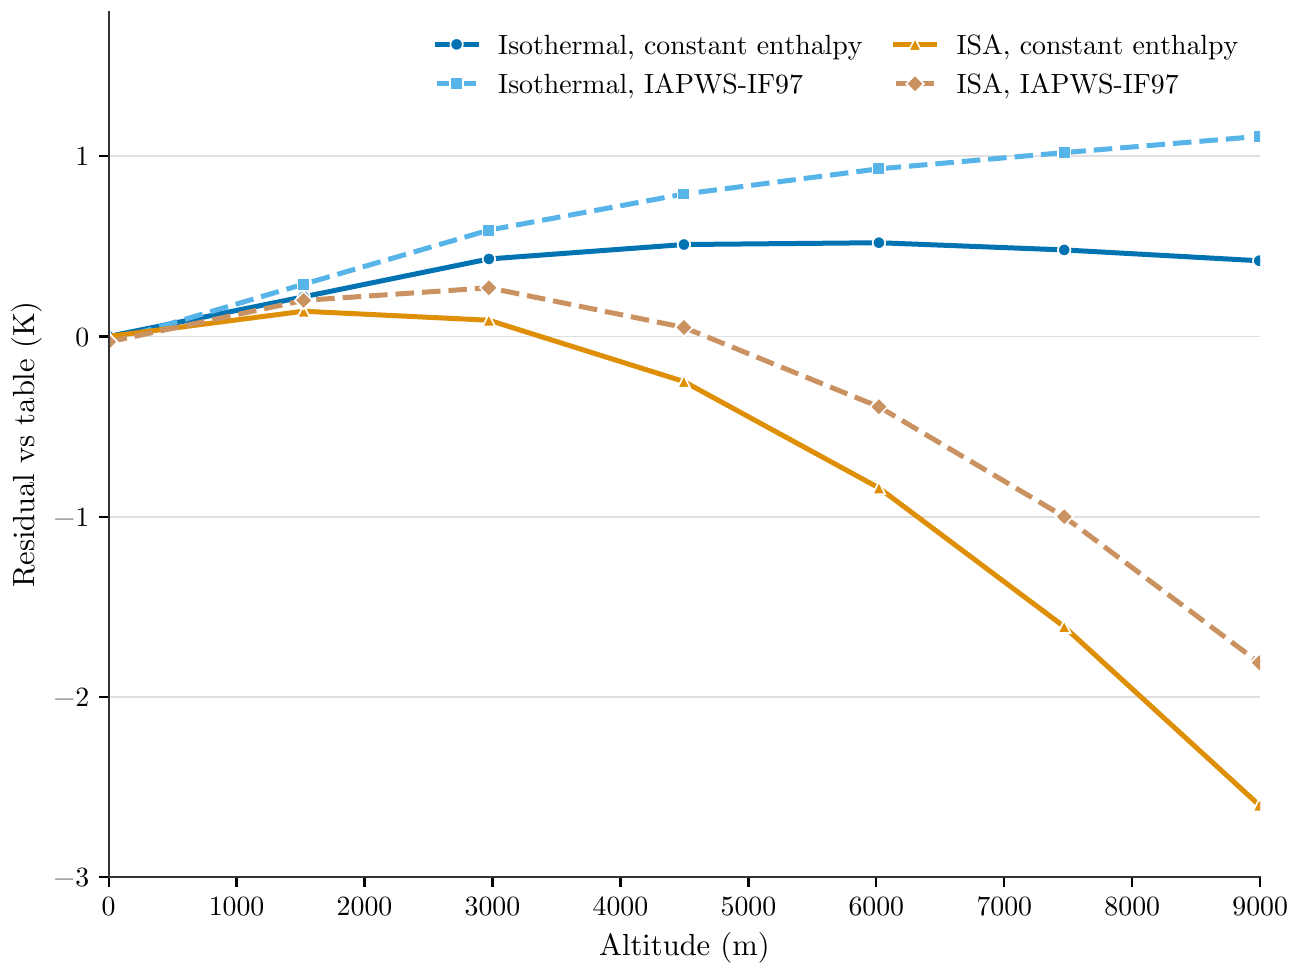 Isothermal, constant enthalpy
Isothermal, IAPWS-IF97
ISA, constant enthalpy
ISA, IAPWS-IF97
Residual vs table (K)
1
0
−1
−2
−3
0 1000 2000 3000 4000 5000 6000 7000 8000 9000
Altitude (m)